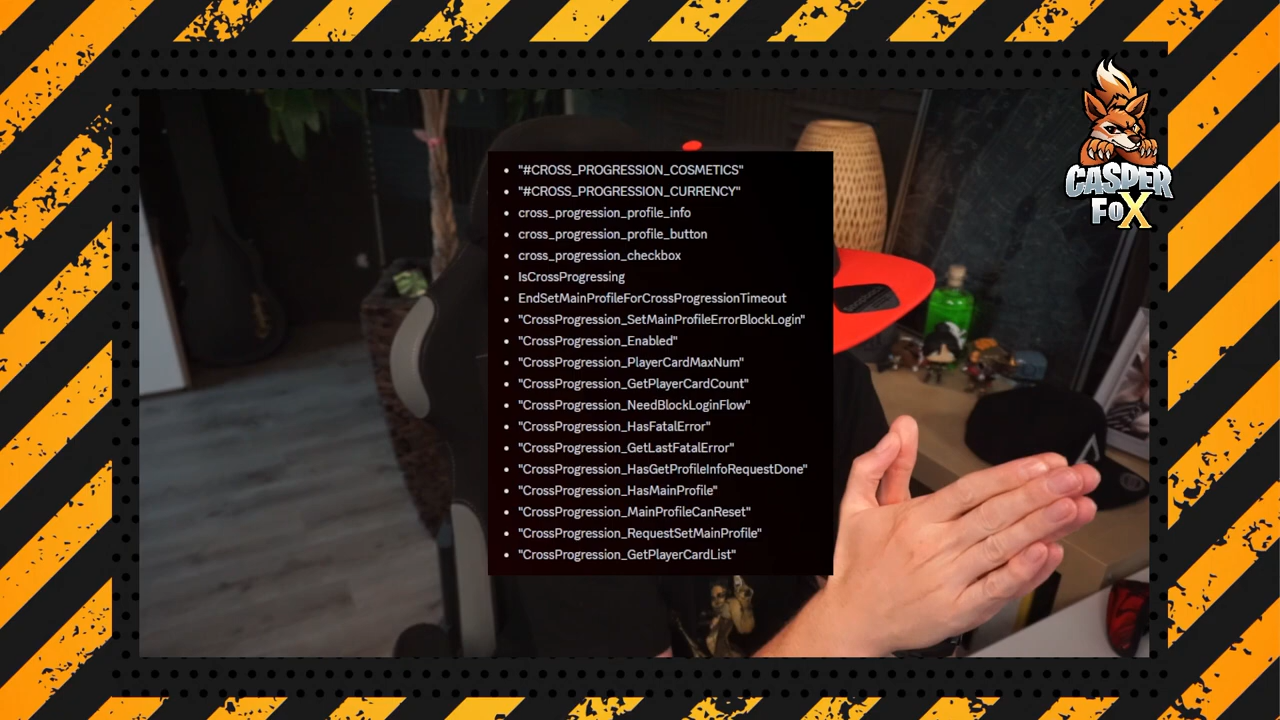 "#CROSS_PROGRESSION_COSMETICS"
"#CROSS_PROGRESSION_CURRENCY"
cross_progression_profile_info
cross_progression_profile_button
cross_progression_checkbox
IsCrossProgressing
EndSetMainProfileForCrossProgressionTimeout
"CrossProgression_SetMainProfileErrorBlockLogin"
"CrossProgression_Enabled"
"CrossProgression_PlayerCardMaxNum"
"CrossProgression_GetPlayerCardCount"
"CrossProgression_NeedBlockLoginFlow"
"CrossProgression_HasFatalError"
"CrossProgression_GetLastFatalError"
"CrossProgression_HasGetProfileInfoRequestDone"
"CrossProgression_HasMainProfile"
"CrossProgression_MainProfileCanReset"
"CrossProgression_RequestSetMainProfile"
"CrossProgression_GetPlayerCardList"
CASPER
FOX